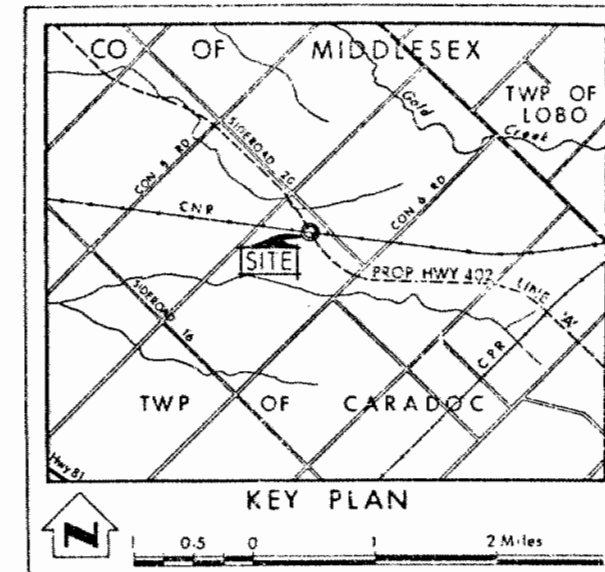 CO OF MIDDLESEX
TWP OF LOBO
Gold Creek
SIDEROAD 20
CON 5 RD
CON 6 RD
CNR
SITE
PROP. HWY 402
LINE 'A'
SIDEROAD 16
CPR
TWP OF CARADOC
Hwy 81
KEY PLAN
N
1 0.5 0 1 2 Miles